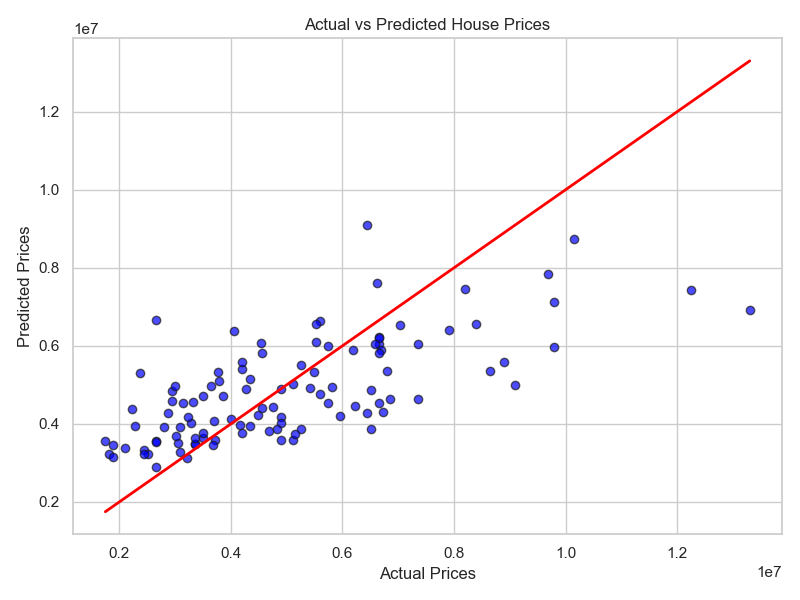 Actual vs Predicted House Prices
1e7
1.2
1.0
0.8
0.6
0.4
0.2
Predicted Prices
0.2 0.4 0.6 0.8 1.0 1.2
1e7
Actual Prices